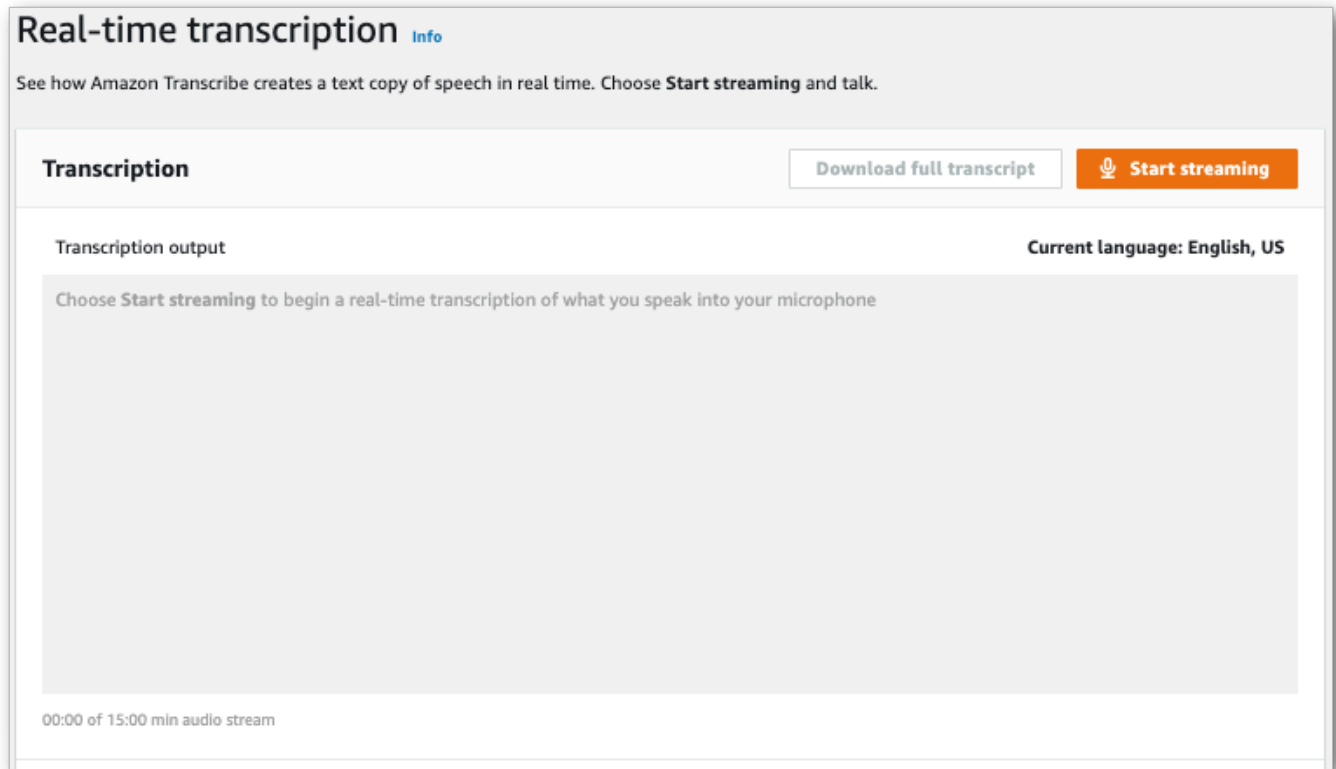 Real-time transcription Info
See how Amazon Transcribe creates a text copy of speech in real time. Choose Start streaming and talk.
Transcription
Download full transcript
Start streaming
Transcription output
Current language: English, US
Choose Start streaming to begin a real-time transcription of what you speak into your microphone
00:00 of 15:00 min audio stream